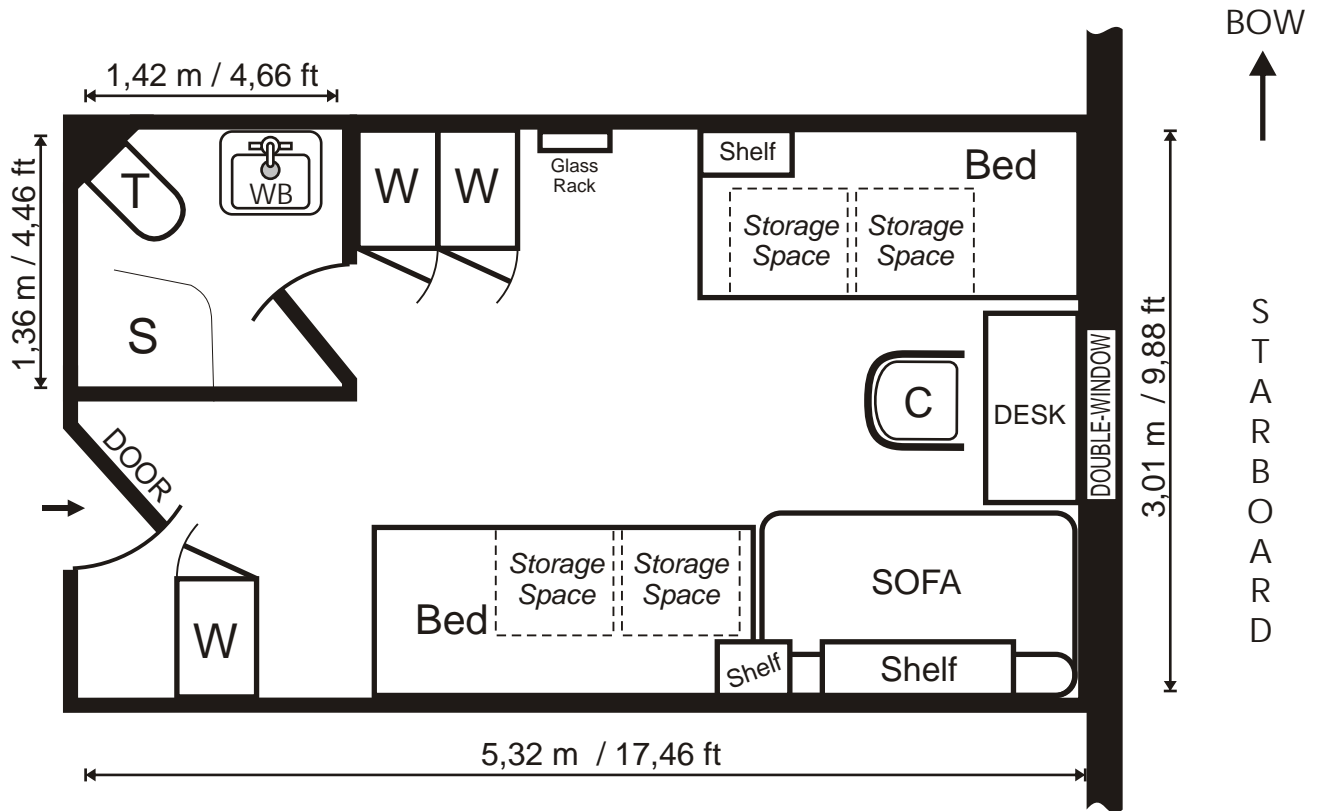 BOW
1,42 m / 4,66 ft
1,36 m / 4,46 ft
T
WB
W
W
Glass
Rack
Shelf
Bed
Storage
Space
Storage
Space
S
C
DESK
DOUBLE-WINDOW
3,01 m / 9,88 ft
S
T
A
R
B
O
A
R
D
DOOR
W
Bed
Storage
Space
Storage
Space
SOFA
Shelf
Shelf
5,32 m / 17,46 ft